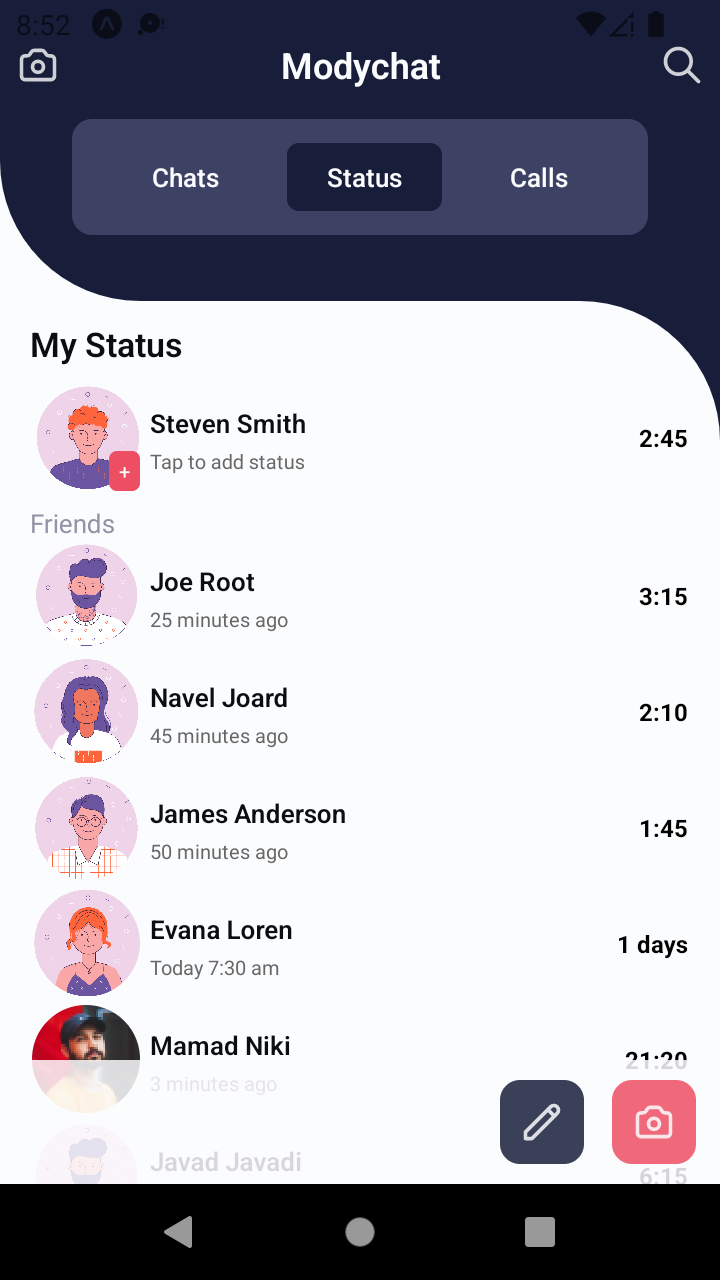 8:52
Modychat
Chats Status Calls
My Status
Steven Smith 2:45
Tap to add status
Friends
Joe Root 3:15
25 minutes ago
Navel Joard 2:10
45 minutes ago
James Anderson 1:45
50 minutes ago
Evana Loren 1 days
Today 7:30 am
Mamad Niki 21:20
3 minutes ago
Javad Javadi 6:15